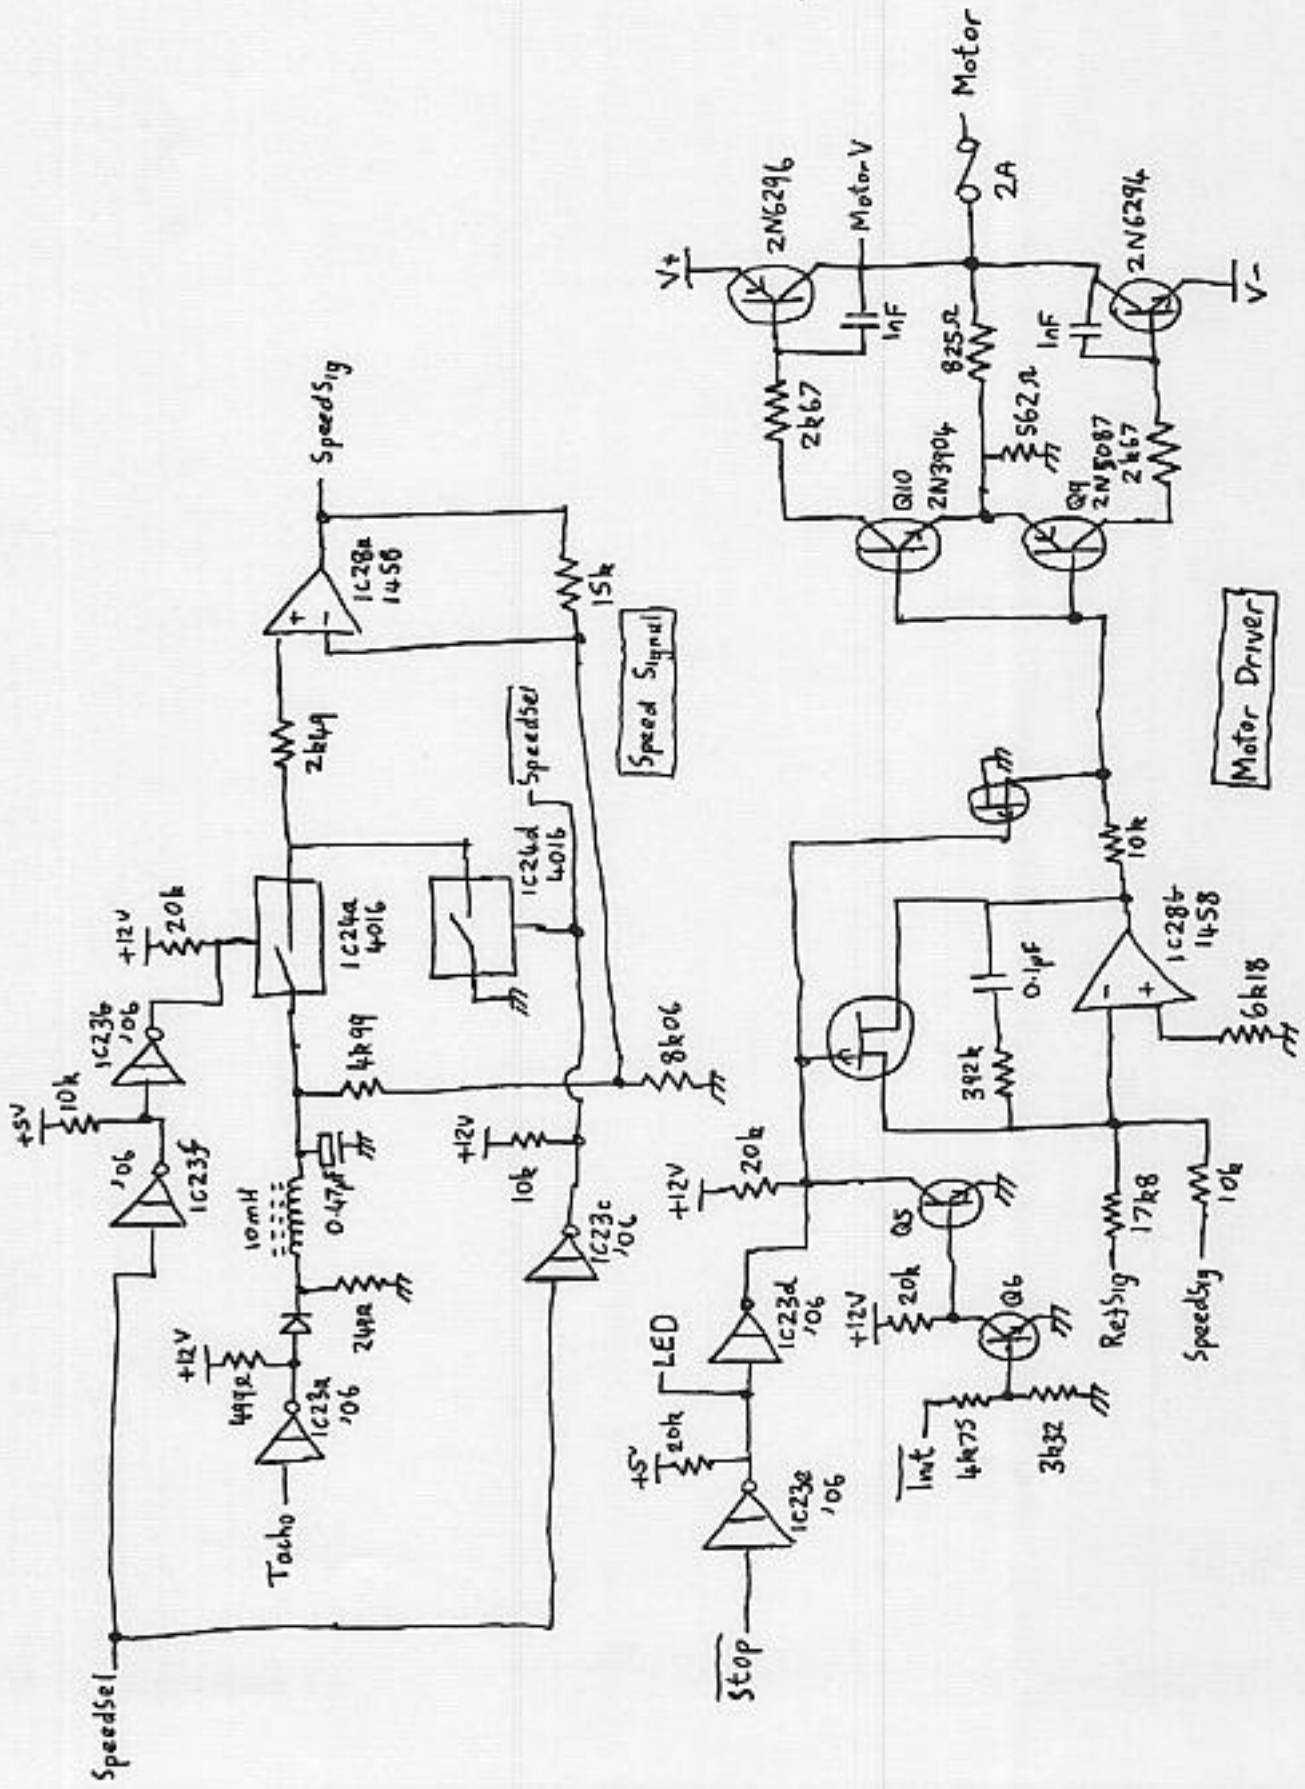 SpeedSel
+5V
10k
'06
IC23f
IC23b
'06
+12V
20k
IC24a
4016
Tacho
IC23a
'06
+12V
499Ω
249Ω
10mH
0.47µF
4k99
8k06
2k49
+
-
IC28a
1458
SpeedSig
15k
IC23c
'06
+12V
10k
IC24d
4016
SpeedSel
Speed Signal
Stop
IC23e
'06
+5V
20k
LED
IC23d
'06
+12V
20k
Q5
+12V
20k
Q6
Init
4k75
3k32
RefSig
17k8
SpeedSig
10k
392k
0.1µF
-
+
IC28b
1458
6k18
10k
Q10
2N3904
Q9
2N5087
2k67
2k67
825Ω
562Ω
V+
2N6296
1nF
MotorV
2A
Motor
1nF
2N6294
V-
Motor Driver